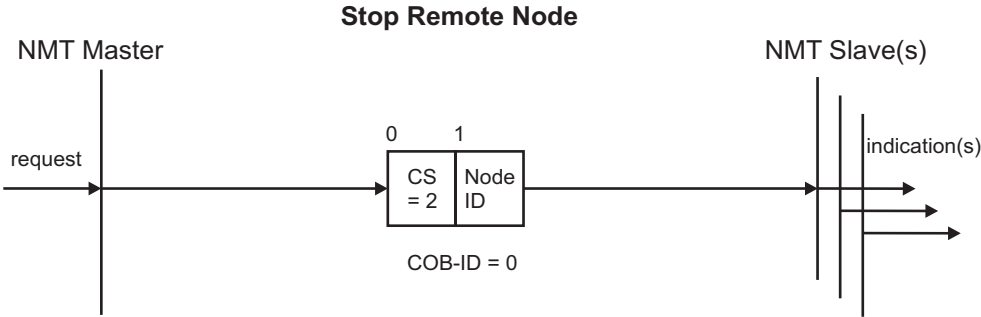 Stop Remote Node
NMT Master
NMT Slave(s)
0 1
request
indication(s)
CS Node
= 2 ID
COB-ID = 0